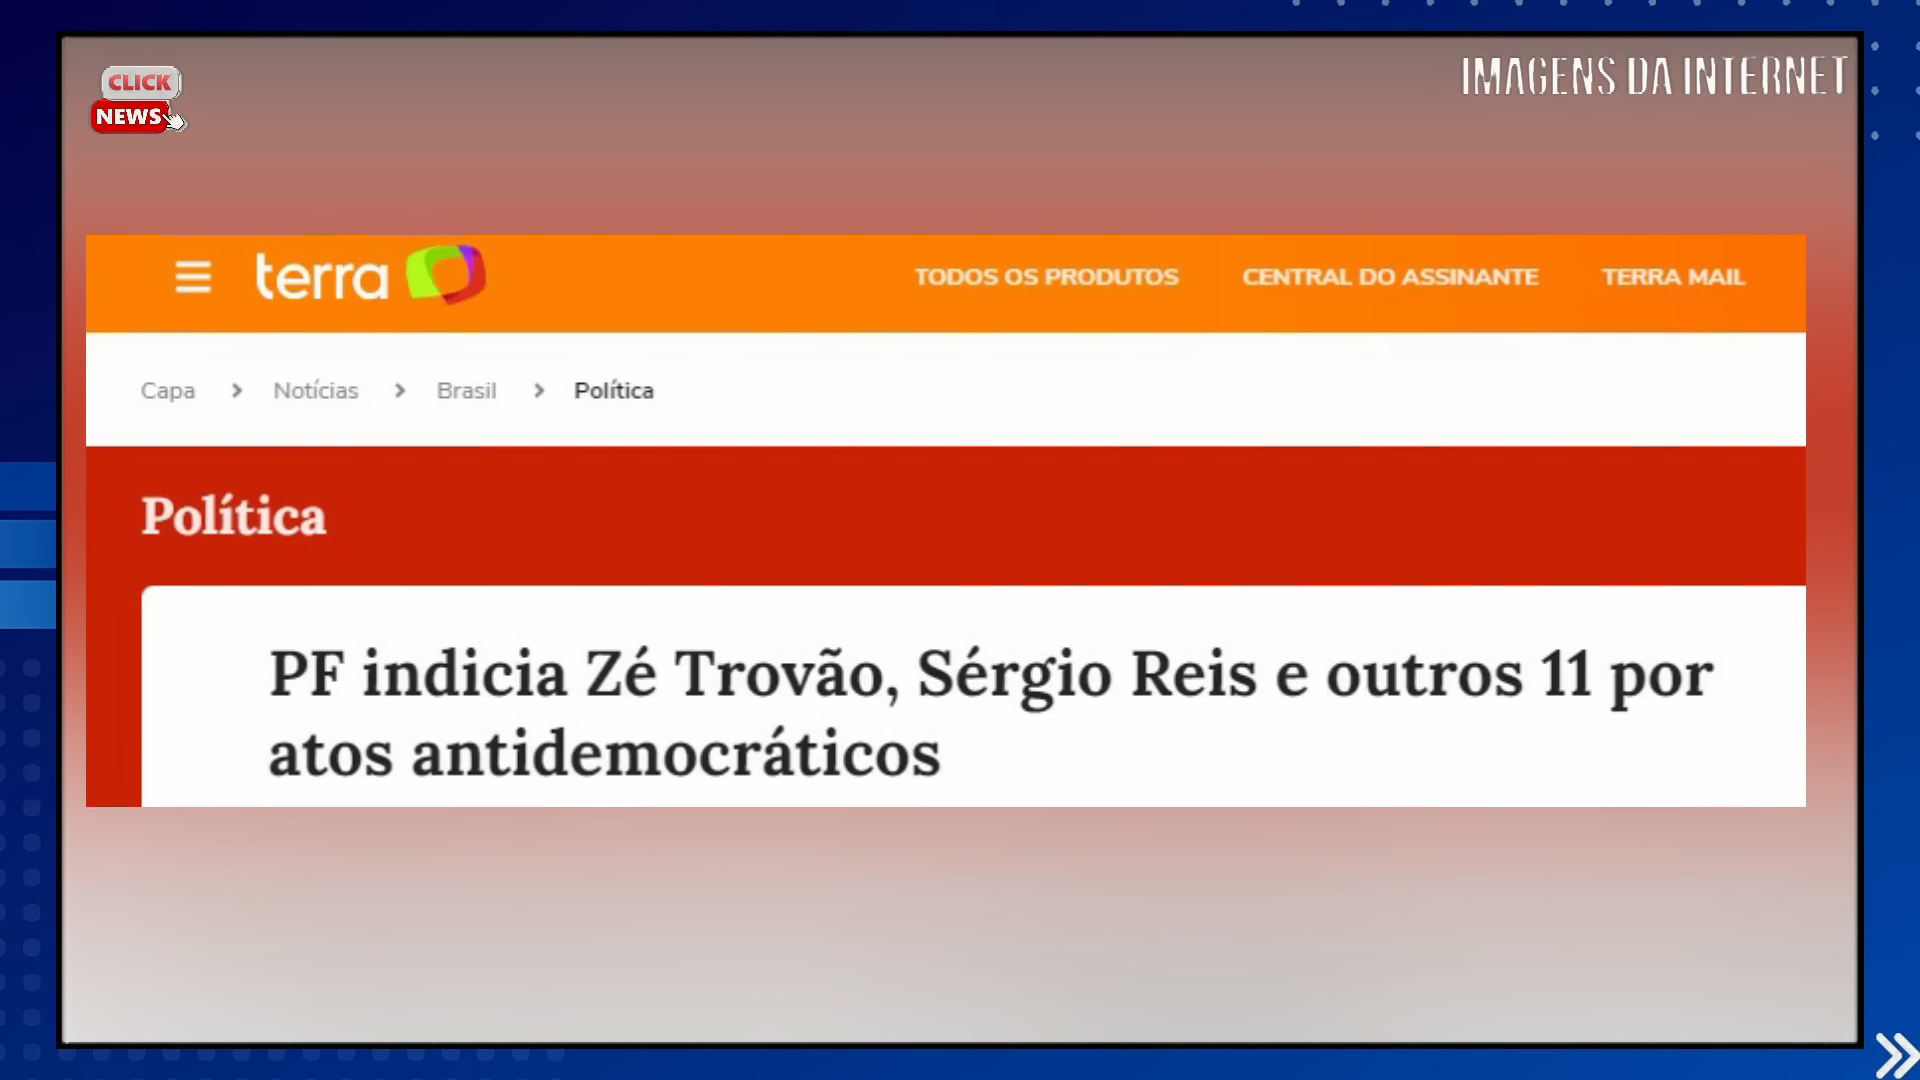 CLICK
NEWS
IMAGENS DA INTERNET
terra
TODOS OS PRODUTOS CENTRAL DO ASSINANTE TERRA MAIL
Capa > Notícias > Brasil > Política
Política
PF indicia Zé Trovão, Sérgio Reis e outros 11 por
atos antidemocráticos